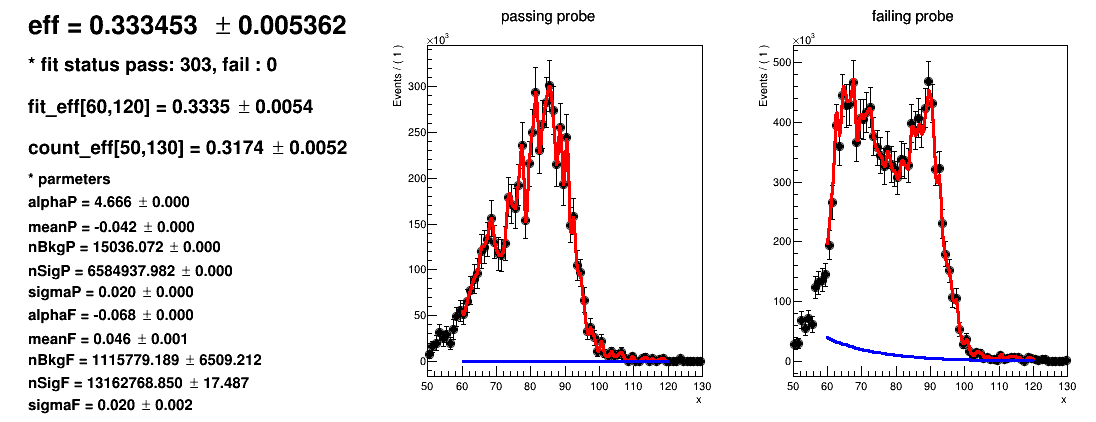 eff = 0.333453 ± 0.005362
* fit status pass: 303, fail : 0
fit_eff[60,120] = 0.3335 ± 0.0054
count_eff[50,130] = 0.3174 ± 0.0052
* parmeters
alphaP = 4.666 ± 0.000
meanP = -0.042 ± 0.000
nBkgP = 15036.072 ± 0.000
nSigP = 6584937.982 ± 0.000
sigmaP = 0.020 ± 0.000
alphaF = -0.068 ± 0.000
meanF = 0.046 ± 0.001
nBkgF = 1115779.189 ± 6509.212
nSigF = 13162768.850 ± 17.487
sigmaF = 0.020 ± 0.002
passing probe
×10³
Events / ( 1 )
300
250
200
150
100
50
0
50 60 70 80 90 100 110 120 130
x
failing probe
×10³
Events / ( 1 )
500
400
300
200
100
0
50 60 70 80 90 100 110 120 130
x